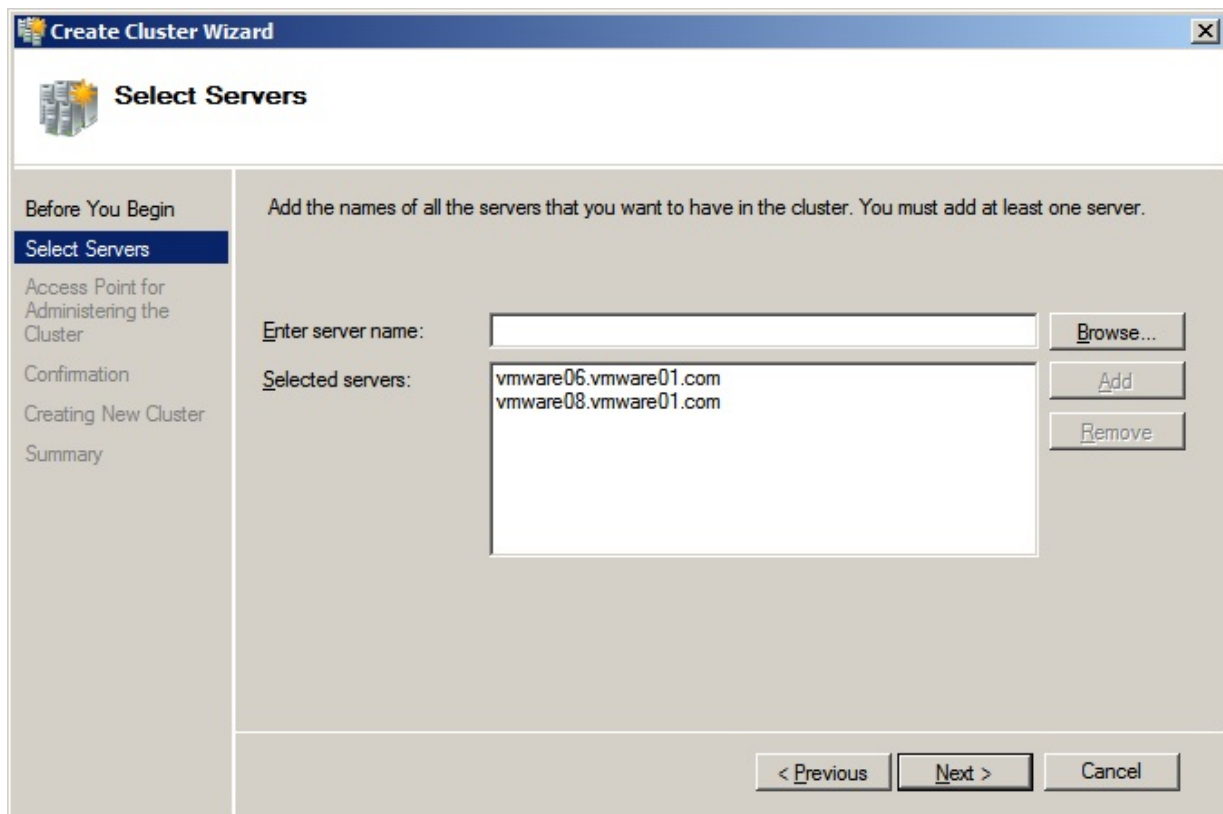 Create Cluster Wizard
Select Servers
Before You Begin
Select Servers
Access Point for
Administering the
Cluster
Confirmation
Creating New Cluster
Summary
Add the names of all the servers that you want to have in the cluster. You must add at least one server.
Enter server name:
Browse...
Selected servers:
vmware06.vmware01.com
vmware08.vmware01.com
Add
Remove
< Previous
Next >
Cancel